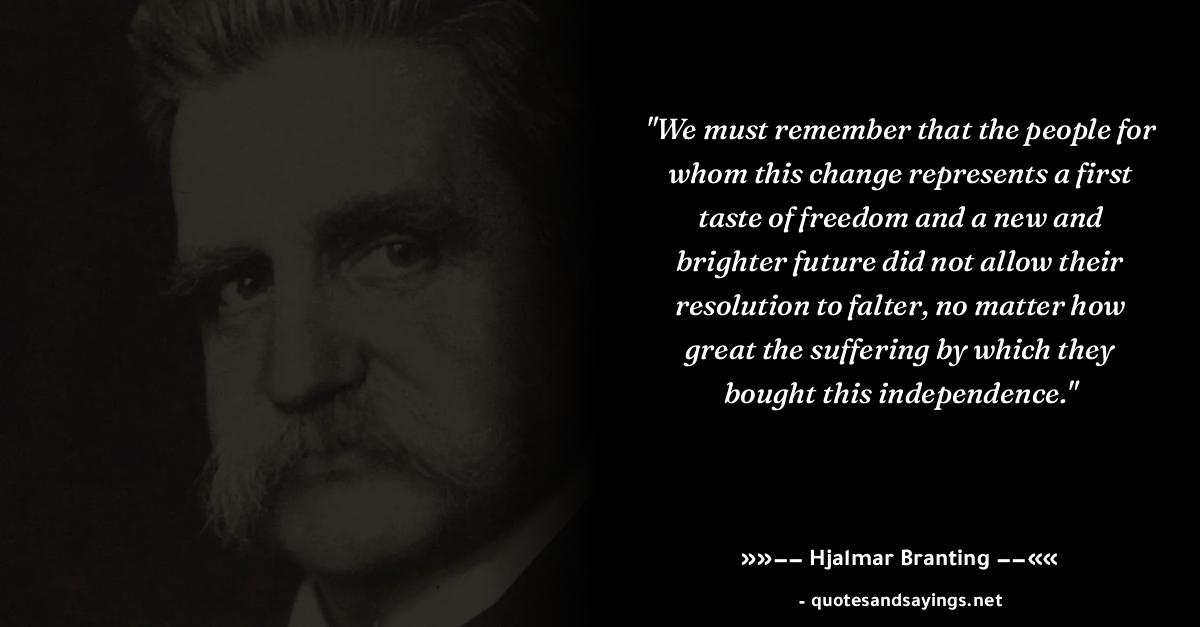 "We must remember that the people for
whom this change represents a first
taste of freedom and a new and
brighter future did not allow their
resolution to falter, no matter how
great the suffering by which they
bought this independence."
»»−− Hjalmar Branting −−««
- quotesandsayings.net